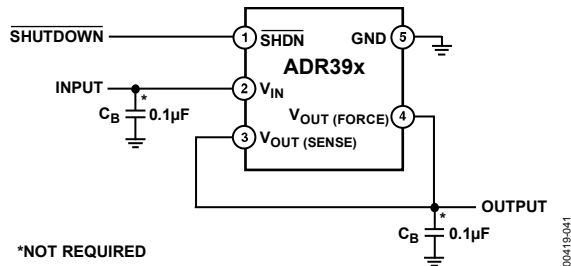 SHUTDOWN
1
SHDN
GND
5
ADR39x
INPUT
2
VIN
*
CB
0.1µF
VOUT (FORCE)
4
3
VOUT (SENSE)
OUTPUT
*
CB
0.1µF
*NOT REQUIRED
00419-041